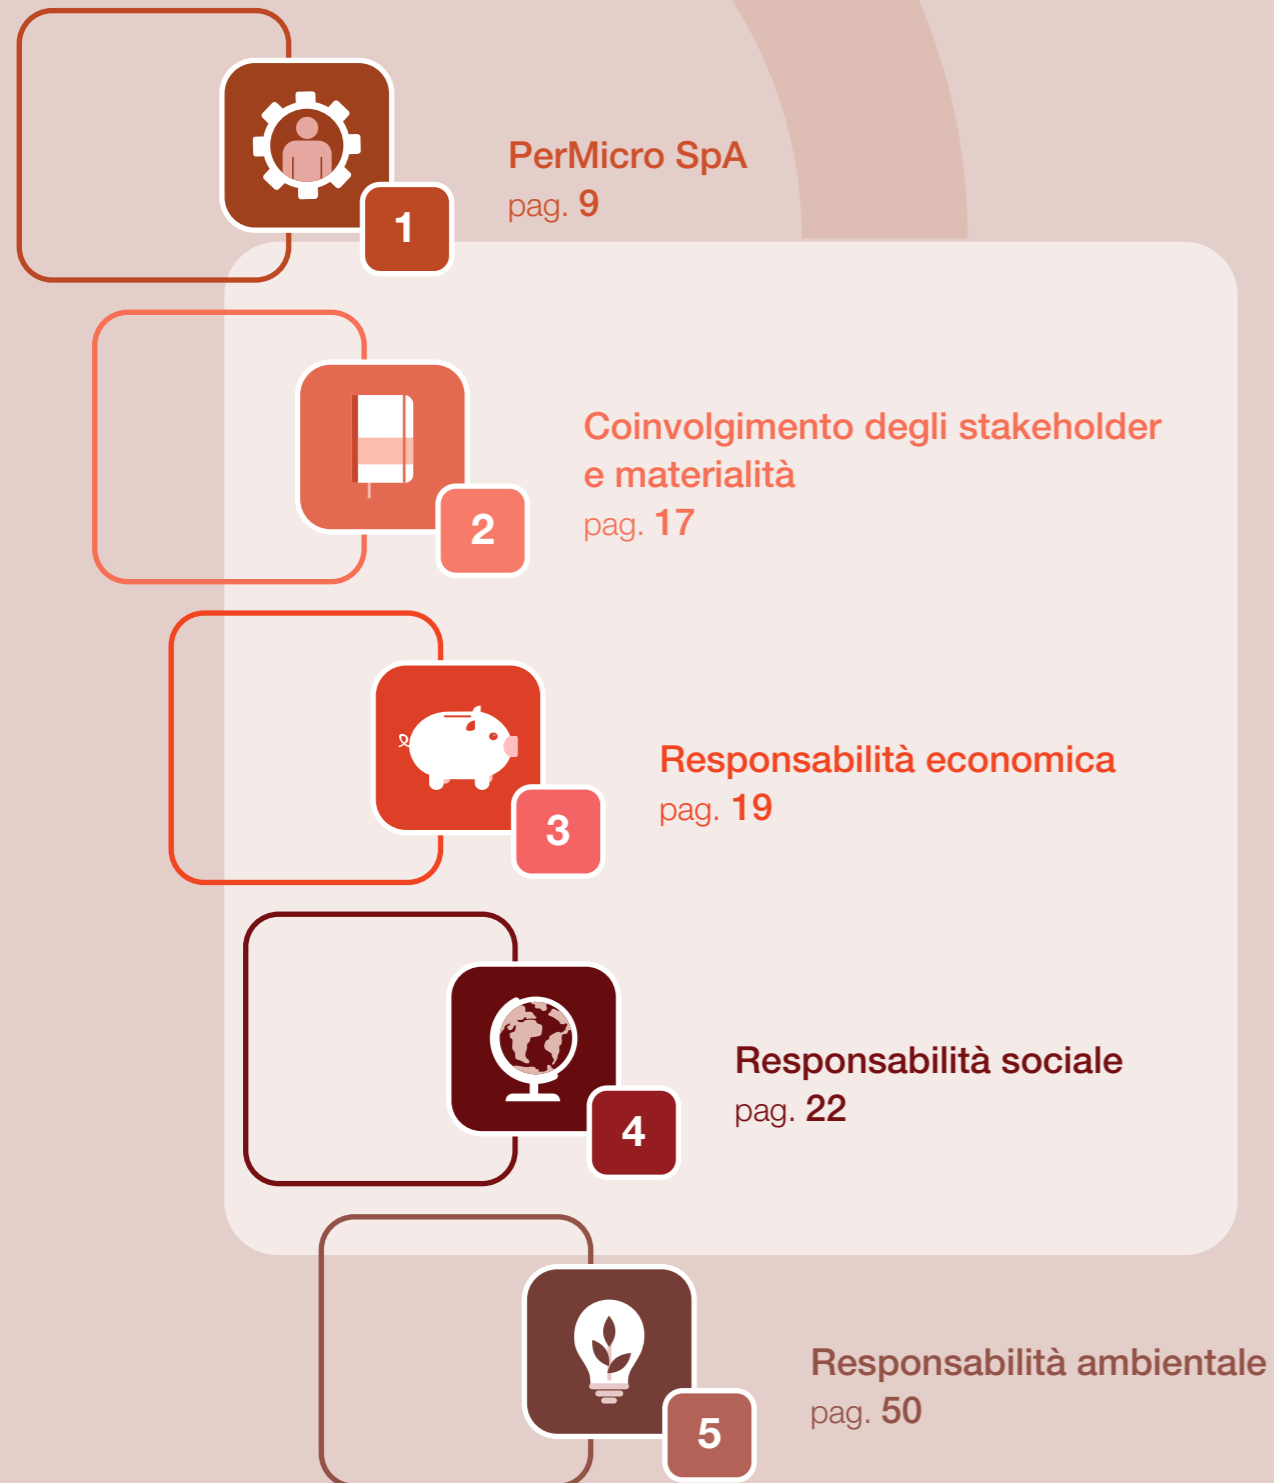 1
PerMicro SpA
pag. 9
2
Coinvolgimento degli stakeholder
e materialità
pag. 17
3
Responsabilità economica
pag. 19
4
Responsabilità sociale
pag. 22
5
Responsabilità ambientale
pag. 50